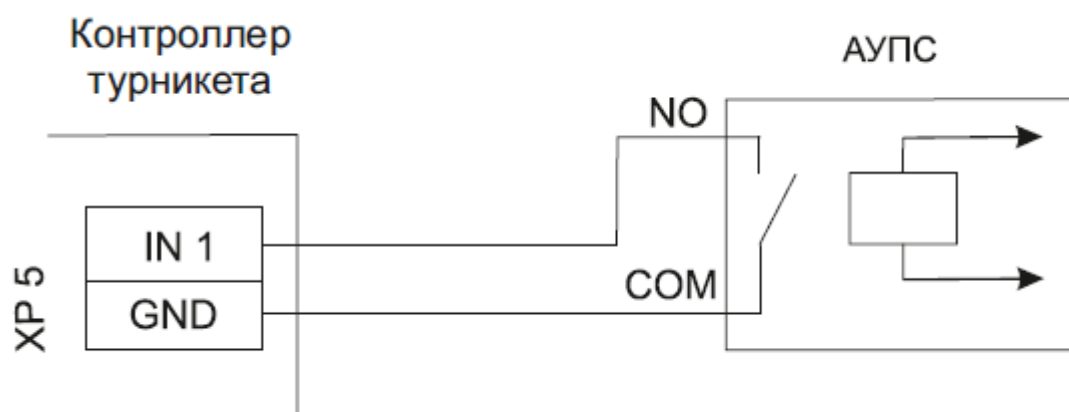 Контроллер
турникета
АУПС
NO
IN 1
COM
GND
XP 5